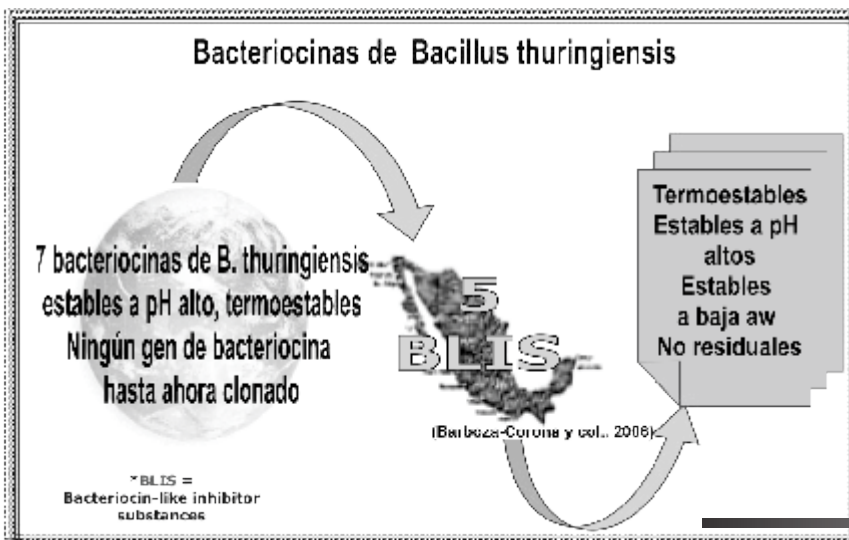 Bacteriocinas de Bacillus thuringiensis
7 bacteriocinas de B. thuringiensis
estables a pH alto, termoestables
Ningún gen de bacteriocina
hasta ahora clonado
5
BLIS
(Barboza-Corona y col., 2006)
Termoestables
Estables a pH
altos
Estables
a baja aw
No residuales
*BLIS =
Bacteriocin-like inhibitor
substances